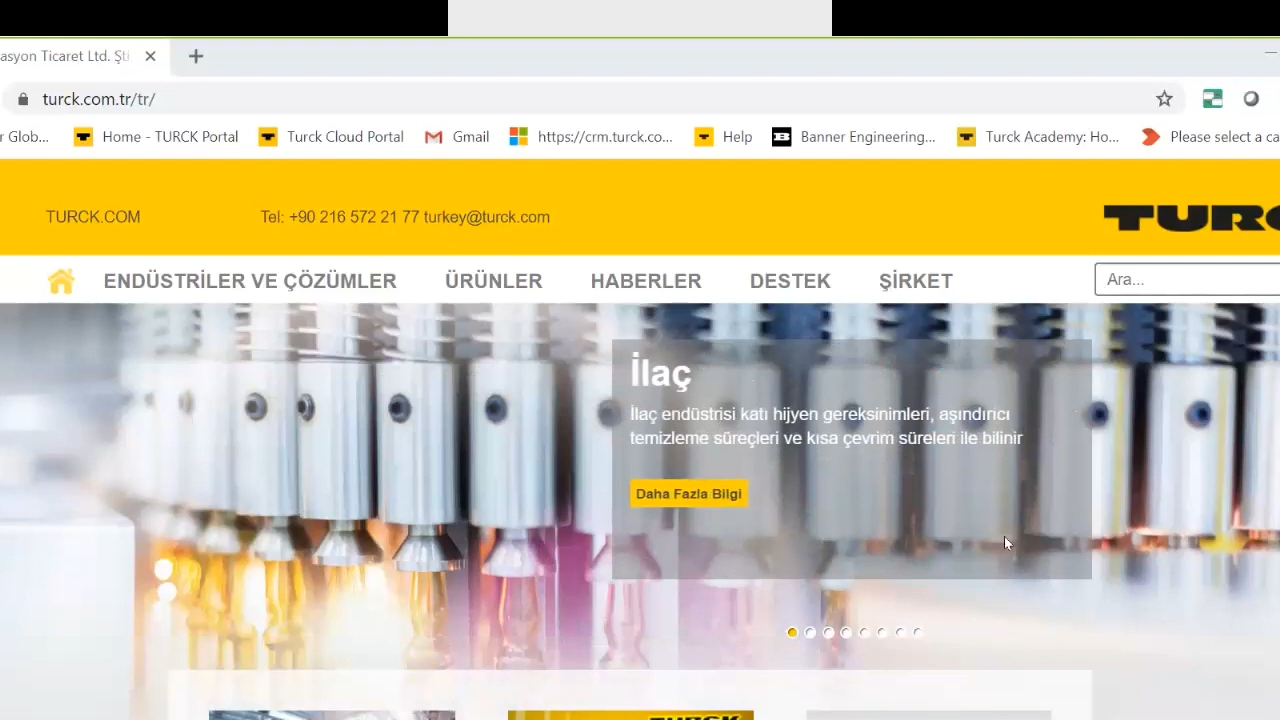 asyon Ticaret Ltd. Şti
turck.com.tr/tr/
r Glob... Home - TURCK Portal Turck Cloud Portal Gmail https://crm.turck.co... Help Banner Engineering... Turck Academy: Ho... Please select a ca
TURCK.COM Tel: +90 216 572 21 77 turkey@turck.com TURC
ENDÜSTRİLER VE ÇÖZÜMLER ÜRÜNLER HABERLER DESTEK ŞİRKET Ara...
İlaç
İlaç endüstrisi katı hijyen gereksinimleri, aşındırıcı
temizleme süreçleri ve kısa çevrim süreleri ile bilinir
Daha Fazla Bilgi
TURCK